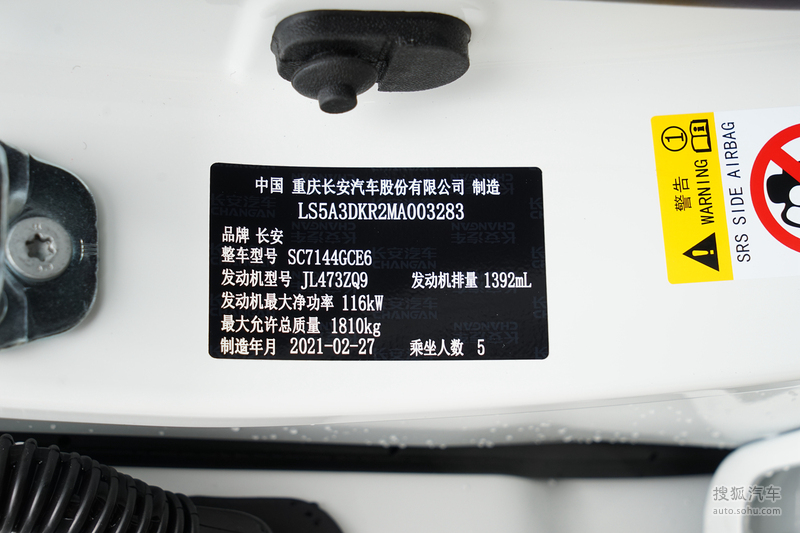 中国 重庆长安汽车股份有限公司 制造
LS5A3DKR2MA003283
品牌 长安
整车型号 SC7144GCE6
发动机型号 JL473ZQ9 发动机排量 1392mL
发动机最大净功率 116kW
最大允许总质量 1810kg
制造年月 2021-02-27 乘坐人数 5
警告
WARNING
SRS SIDE AIRBAG
搜狐汽车
auto.sohu.com